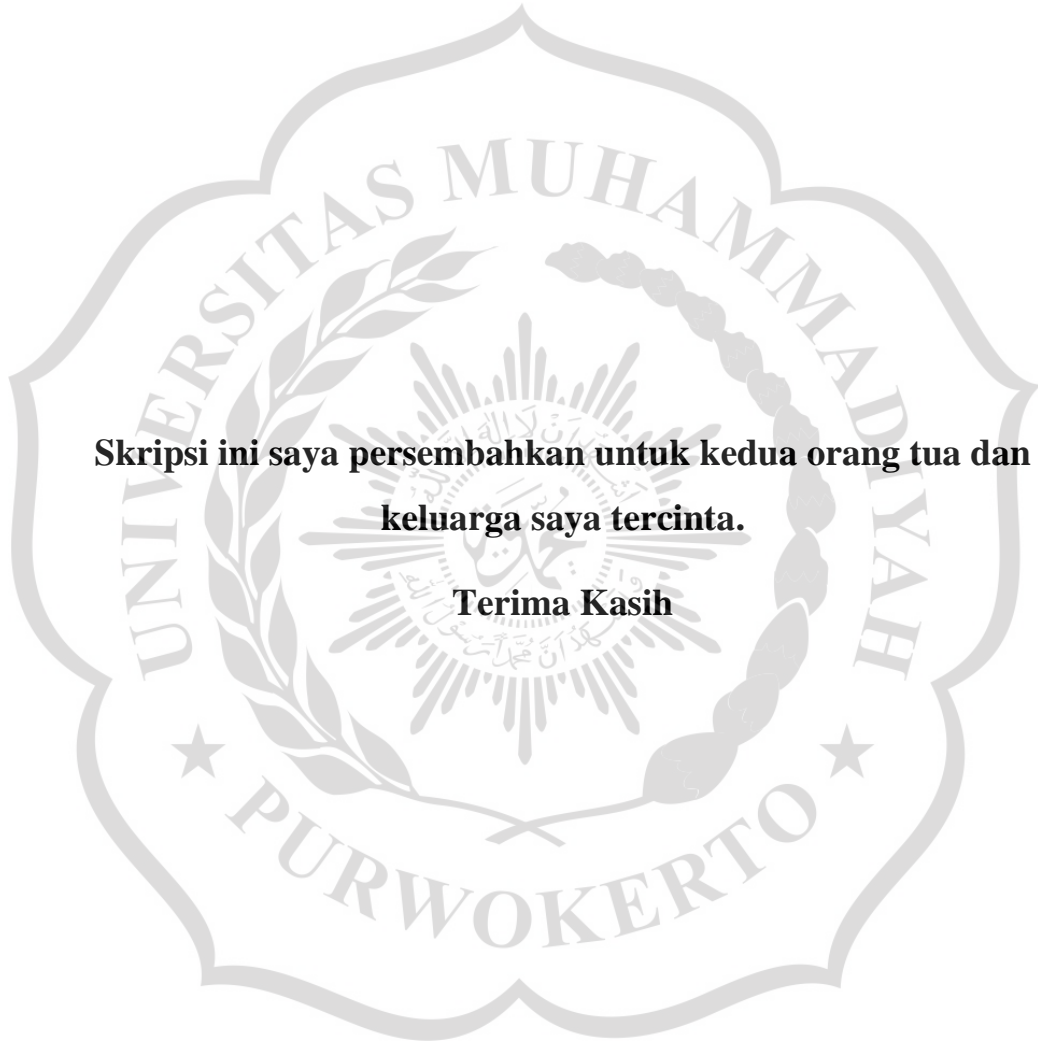 UNIVERSITAS MUHAMMADIYAH
Skripsi ini saya persembahkan untuk kedua orang tua dan
keluarga saya tercinta.
Terima Kasih
PURWOKERTO